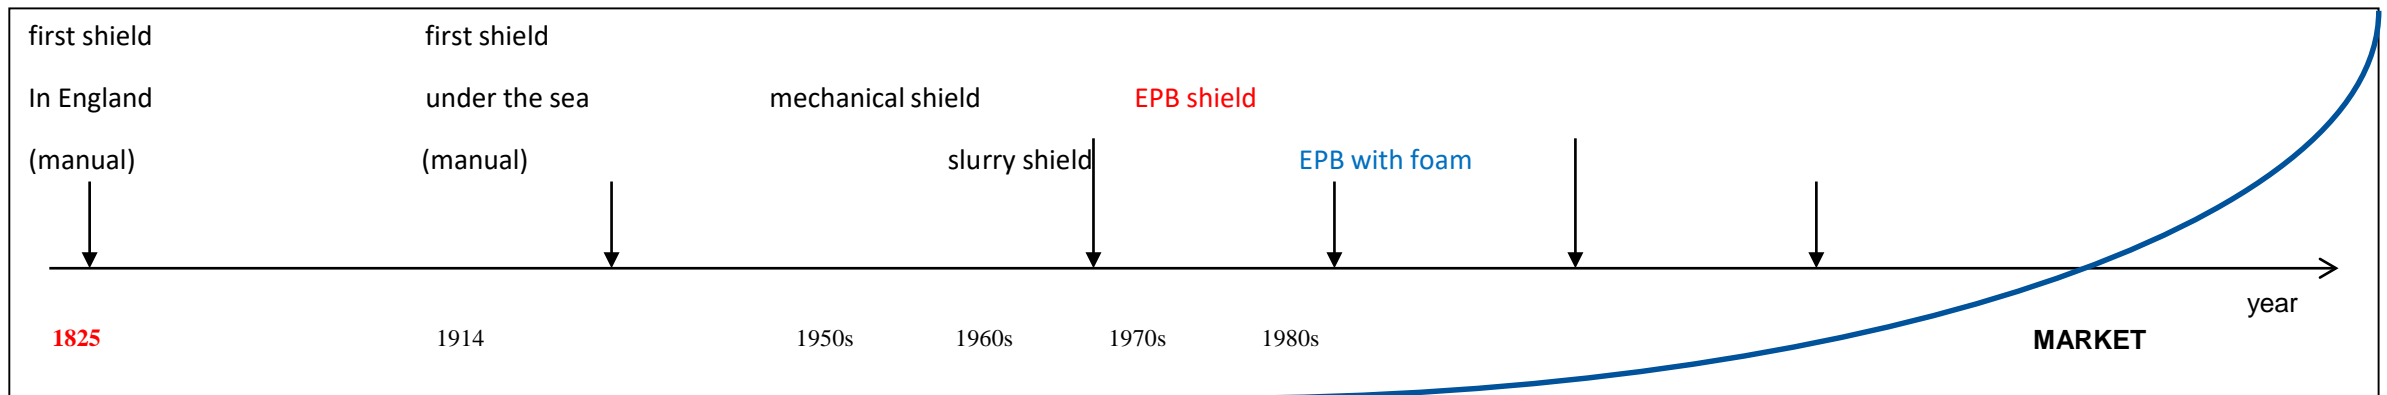 first shield first shield
In England under the sea mechanical shield EPB shield
(manual) (manual) slurry shield EPB with foam
year
1825 1914 1950s 1960s 1970s 1980s MARKET